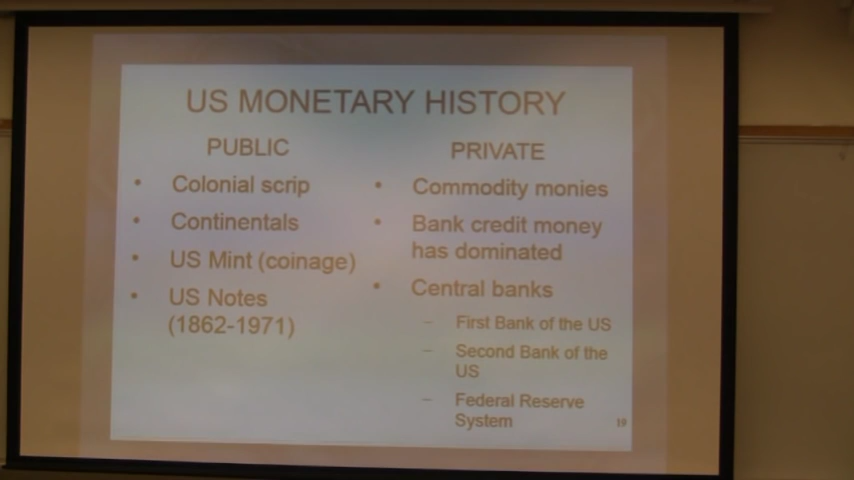 US MONETARY HISTORY
PUBLIC
• Colonial scrip
• Continentals
• US Mint (coinage)
• US Notes
(1862-1971)
PRIVATE
• Commodity monies
• Bank credit money
has dominated
• Central banks
– First Bank of the US
– Second Bank of the
US
– Federal Reserve
System
19